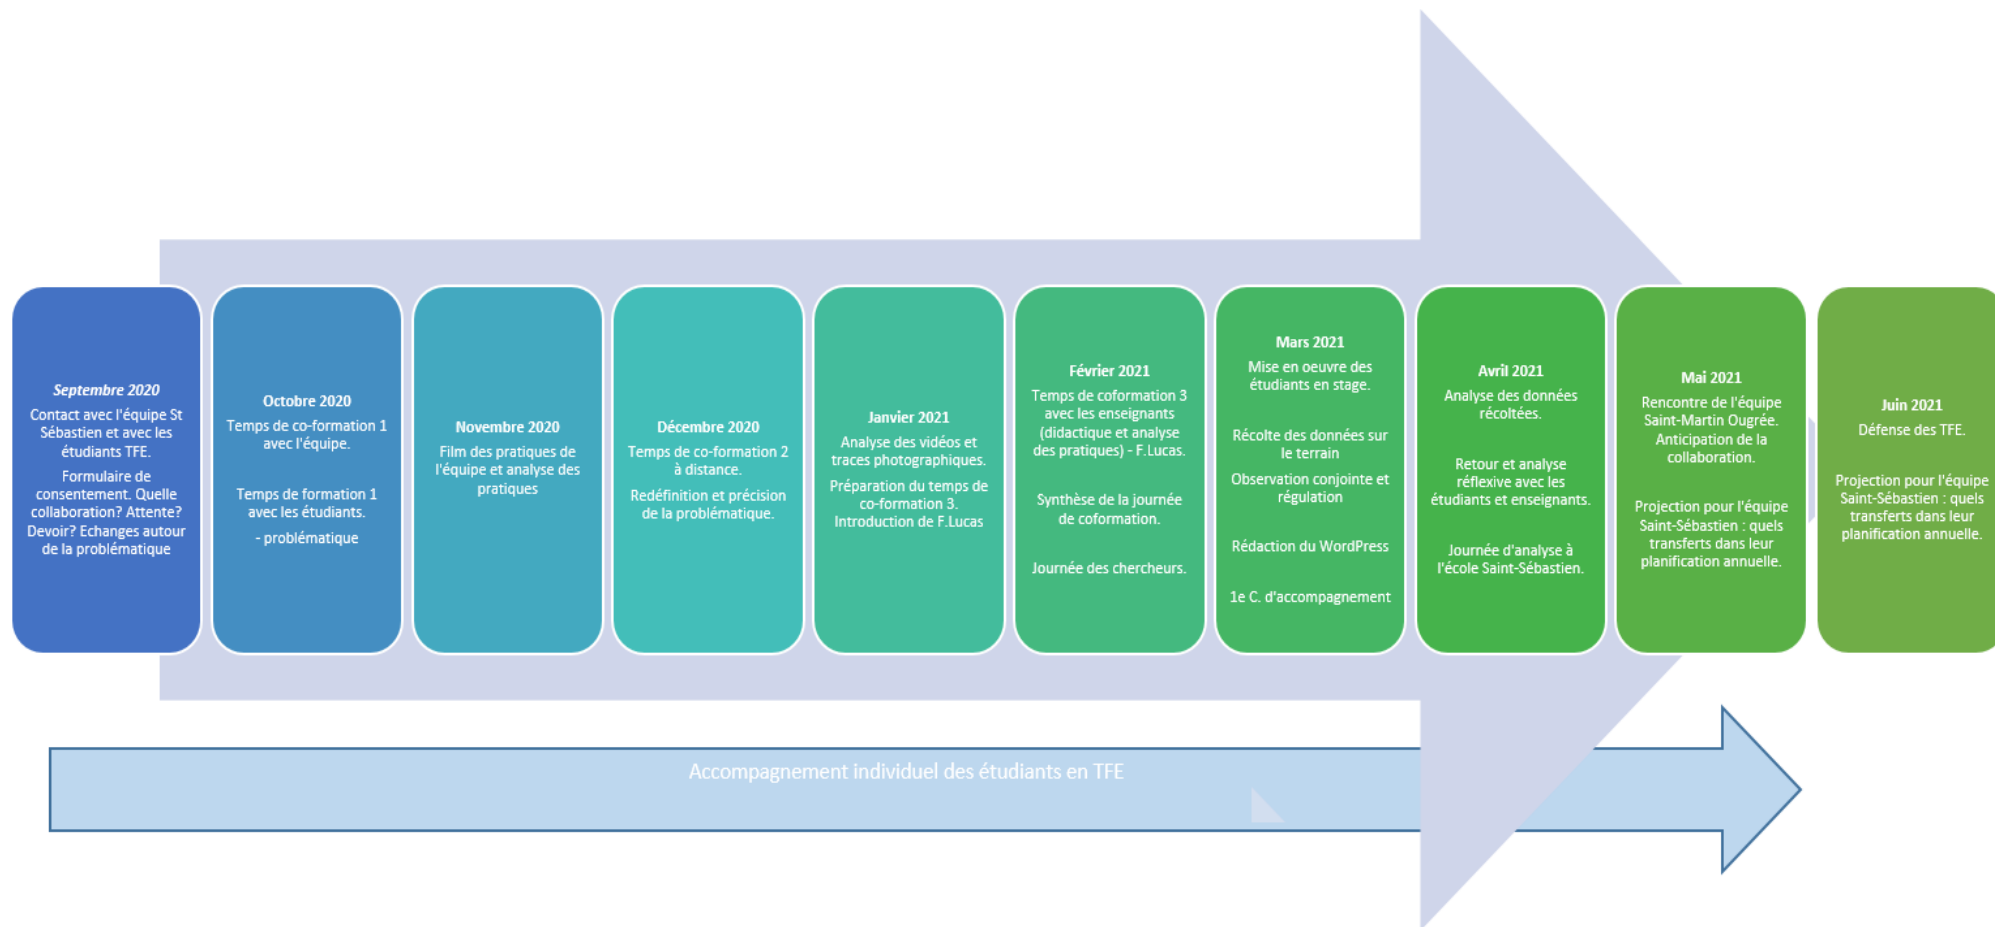 Septembre 2020
Contact avec l'équipe St
Sébastien et avec les
étudiants TFE.
Formulaire de
consentement. Quelle
collaboration? Attente?
Devoir? Echanges autour
de la problématique
Octobre 2020
Temps de co-formation 1
avec l'équipe.
Temps de formation 1
avec les étudiants.
- problématique
Novembre 2020
Film des pratiques de
l'équipe et analyse des
pratiques
Décembre 2020
Temps de co-formation 2
à distance.
Redéfinition et précision
de la problématique.
Janvier 2021
Analyse des vidéos et
traces photographiques.
Préparation du temps de
co-formation 3.
Introduction de F.Lucas
Février 2021
Temps de coformation 3
avec les enseignants
(didactique et analyse
des pratiques) - F.Lucas.
Synthèse de la journée
de coformation.
Journée des chercheurs.
Mars 2021
Mise en oeuvre des
étudiants en stage.
Récolte des données sur
le terrain
Observation conjointe et
régulation
Rédaction du WordPress
1e C. d'accompagnement
Avril 2021
Analyse des données
récoltées.
Retour et analyse
réflexive avec les
étudiants et enseignants.
Journée d'analyse à
l'école Saint-Sébastien.
Mai 2021
Rencontre de l'équipe
Saint-Martin Ougrée.
Anticipation de la
collaboration.
Projection pour l'équipe
Saint-Sébastien : quels
transferts dans leur
planification annuelle.
Juin 2021
Défense des TFE.
Projection pour l'équipe
Saint-Sébastien : quels
transferts dans leur
planification annuelle.
Accompagnement individuel des étudiants en TFE